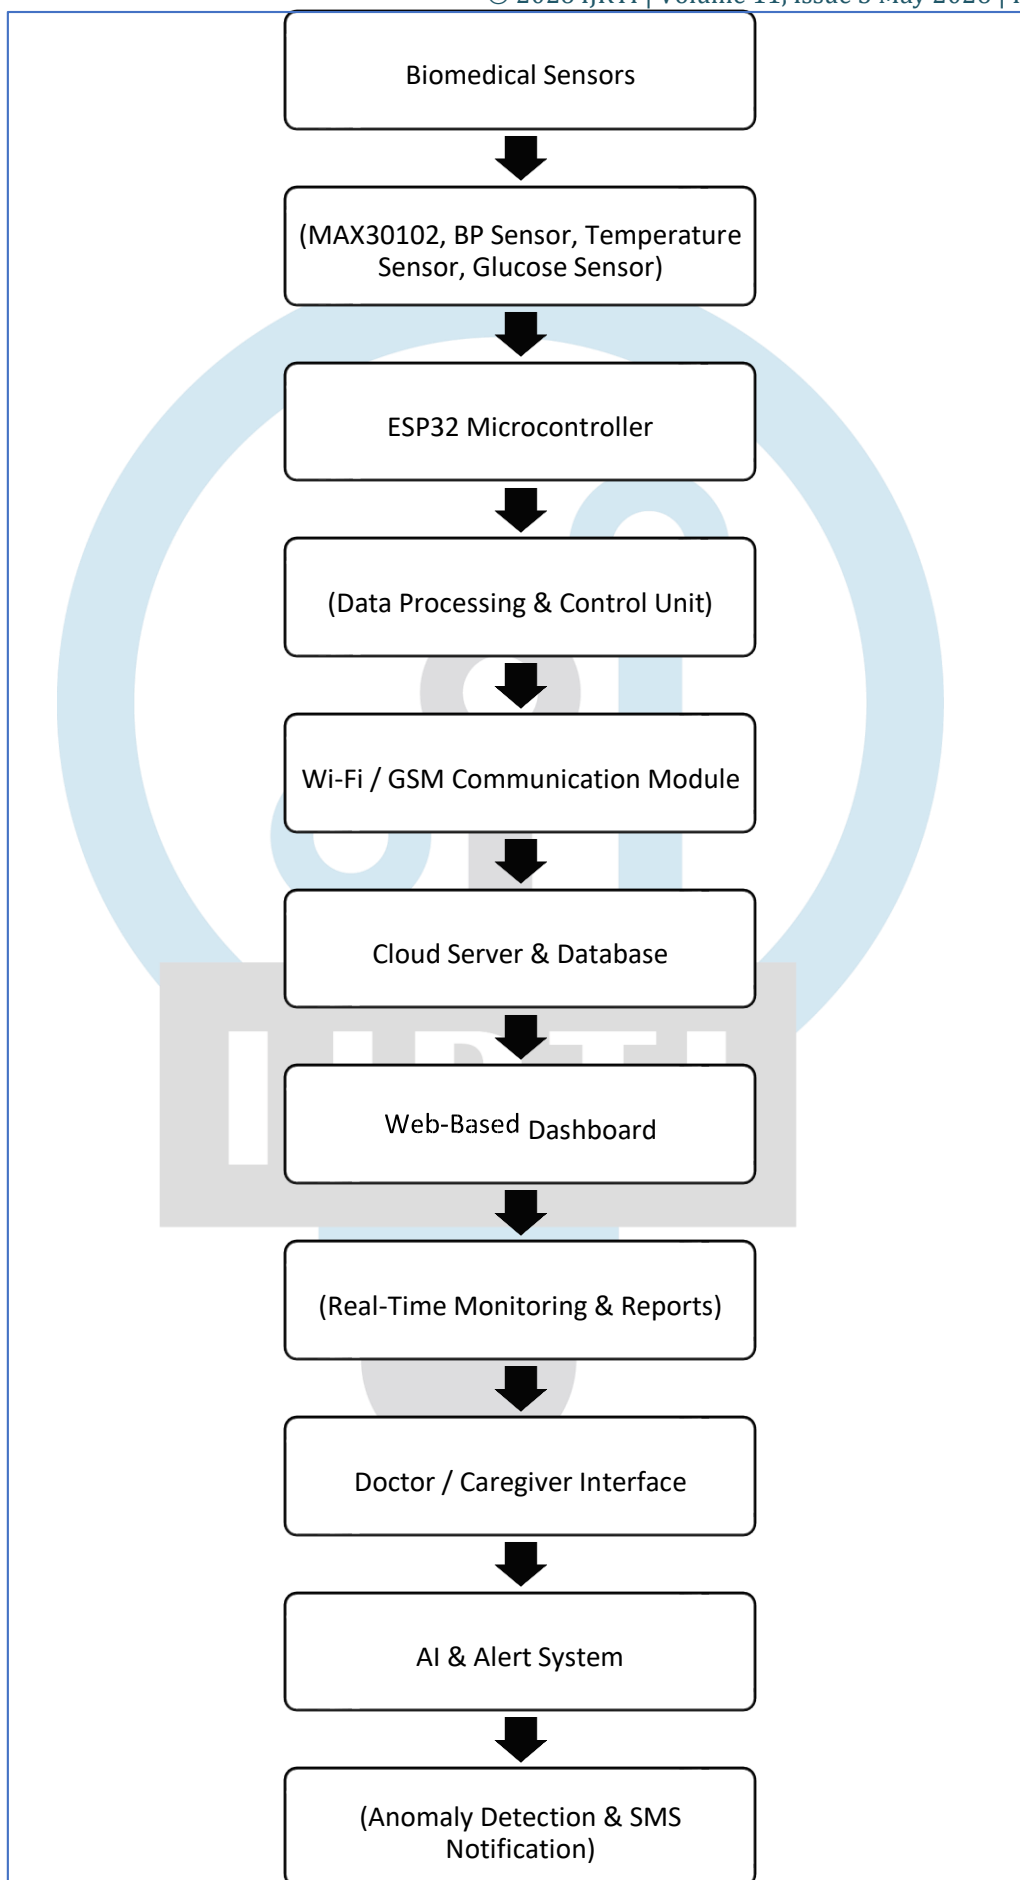 Biomedical Sensors
(MAX30102, BP Sensor, Temperature
Sensor, Glucose Sensor)
ESP32 Microcontroller
(Data Processing & Control Unit)
Wi-Fi / GSM Communication Module
Cloud Server & Database
Web-Based Dashboard
(Real-Time Monitoring & Reports)
Doctor / Caregiver Interface
AI & Alert System
(Anomaly Detection & SMS
Notification)